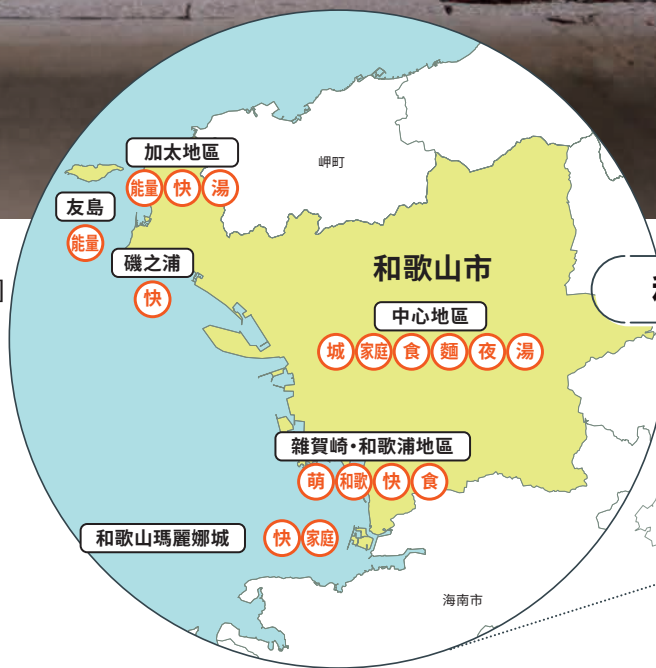 加太地區
能量 快 湯
岬町
友島
能量
磯之浦
快
和歌山市
中心地區
城 家庭 食 麵 夜 湯
雜賀崎・和歌浦地區
萌 和歌 快 食
和歌山瑪麗娜城
快 家庭
海南市